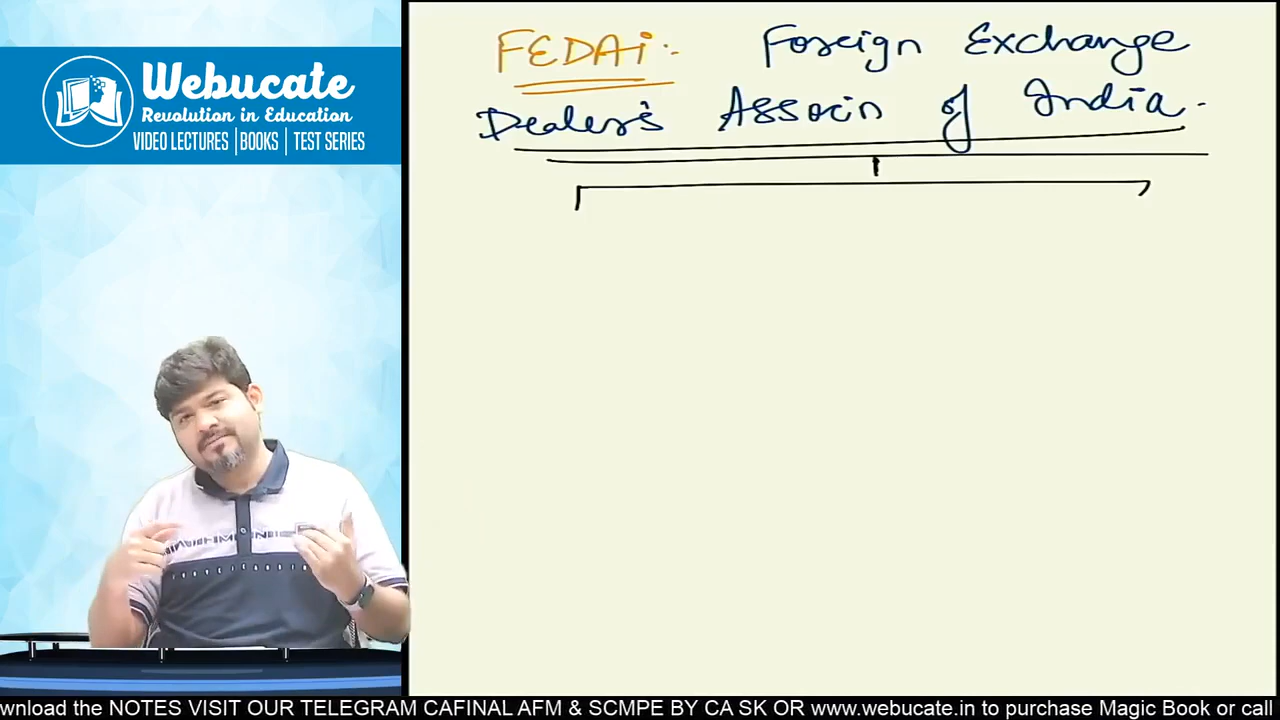 Webucate
Revolution in Education
VIDEO LECTURES | BOOKS | TEST SERIES
FEDAi:- Foreign Exchange
Dealer's Associn of India.
wnload the NOTES VISIT OUR TELEGRAM CAFINAL AFM & SCMPE BY CA SK OR www.webucate.in to purchase Magic Book or call